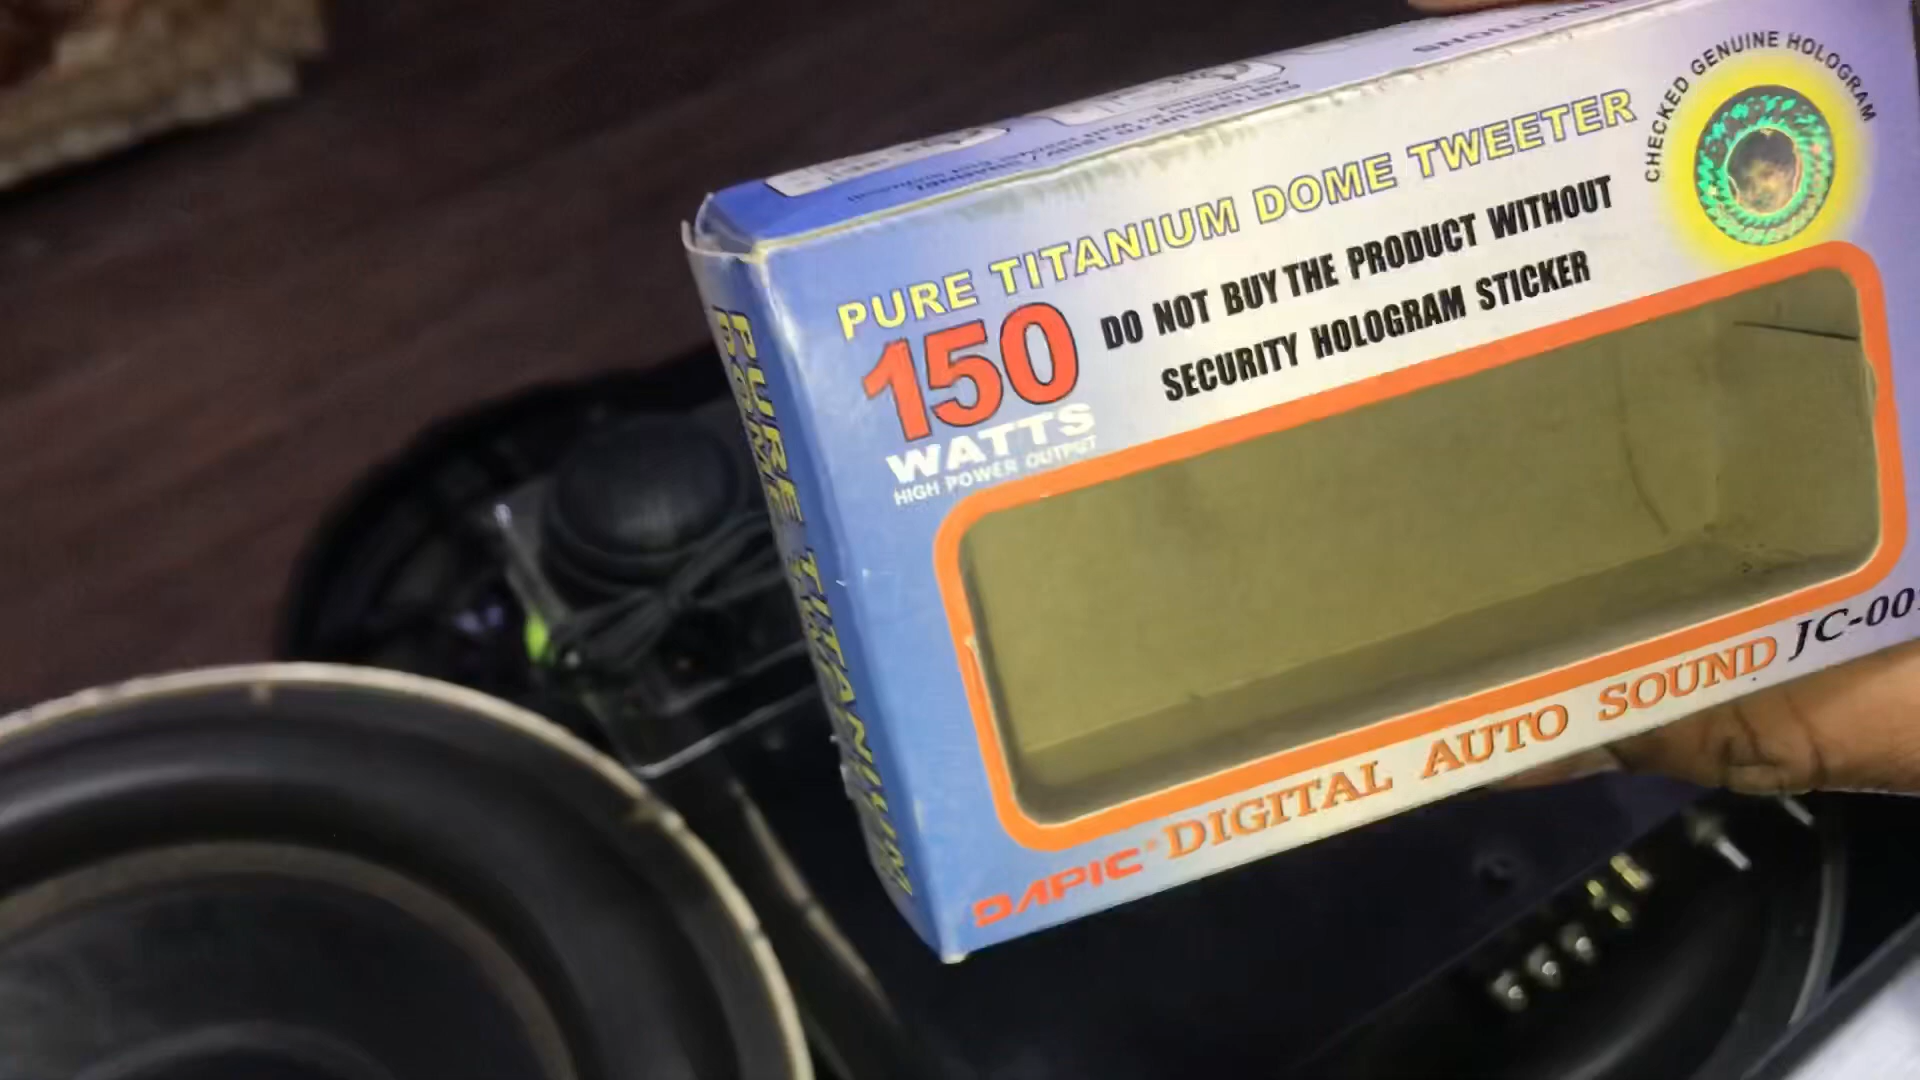 CHECKED GENUINE HOLOGRAM
PURE TITANIUM DOME TWEETER
150
WATTS
HIGH POWER OUTPUT
DO NOT BUY THE PRODUCT WITHOUT
SECURITY HOLOGRAM STICKER
PURE TITANIUM
DOME
DAPIC DIGITAL AUTO SOUND